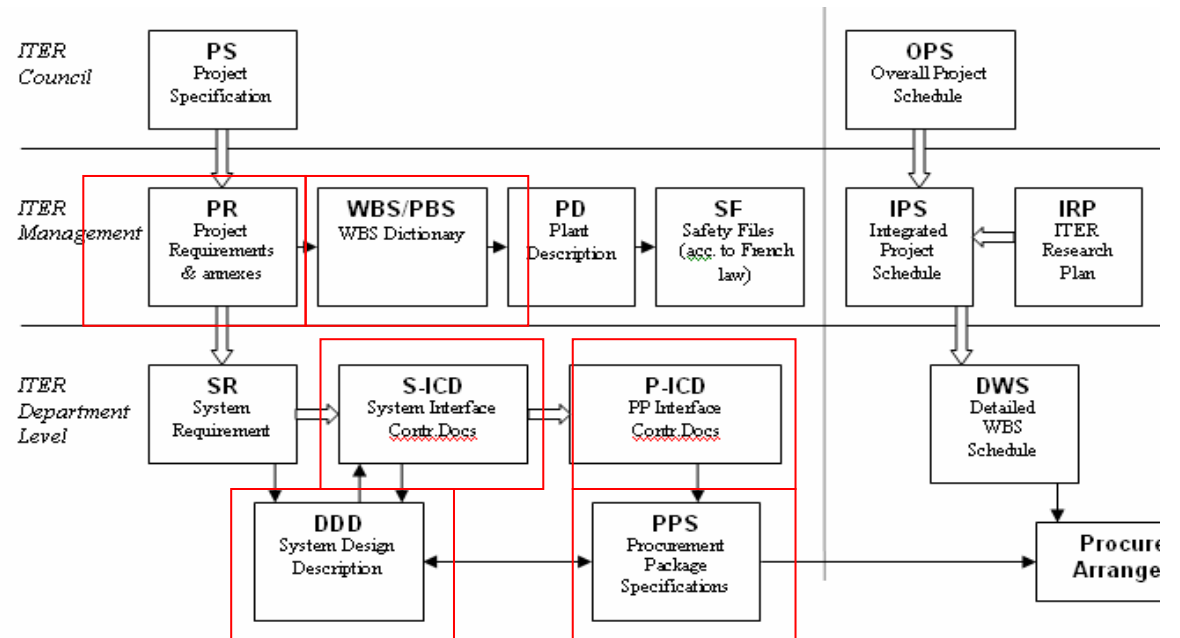 ITER
Council
PS
Project
Specification
OPS
Overall Project
Schedule
ITER
Management
PR
Project
Requirements
& annexes
WBS/PBS
WBS Dictionary
PD
Plant
Description
SF
Safety Files
(acc. to French
law)
IPS
Integrated
Project
Schedule
IRP
ITER
Research
Plan
ITER
Department
Level
SR
System
Requirement
S-ICD
System Interface
Contr.Docs
P-ICD
PP Interface
Contr.Docs
DWS
Detailed
WBS
Schedule
DDD
System Design
Description
PPS
Procurement
Package
Specifications
Procure
Arrange